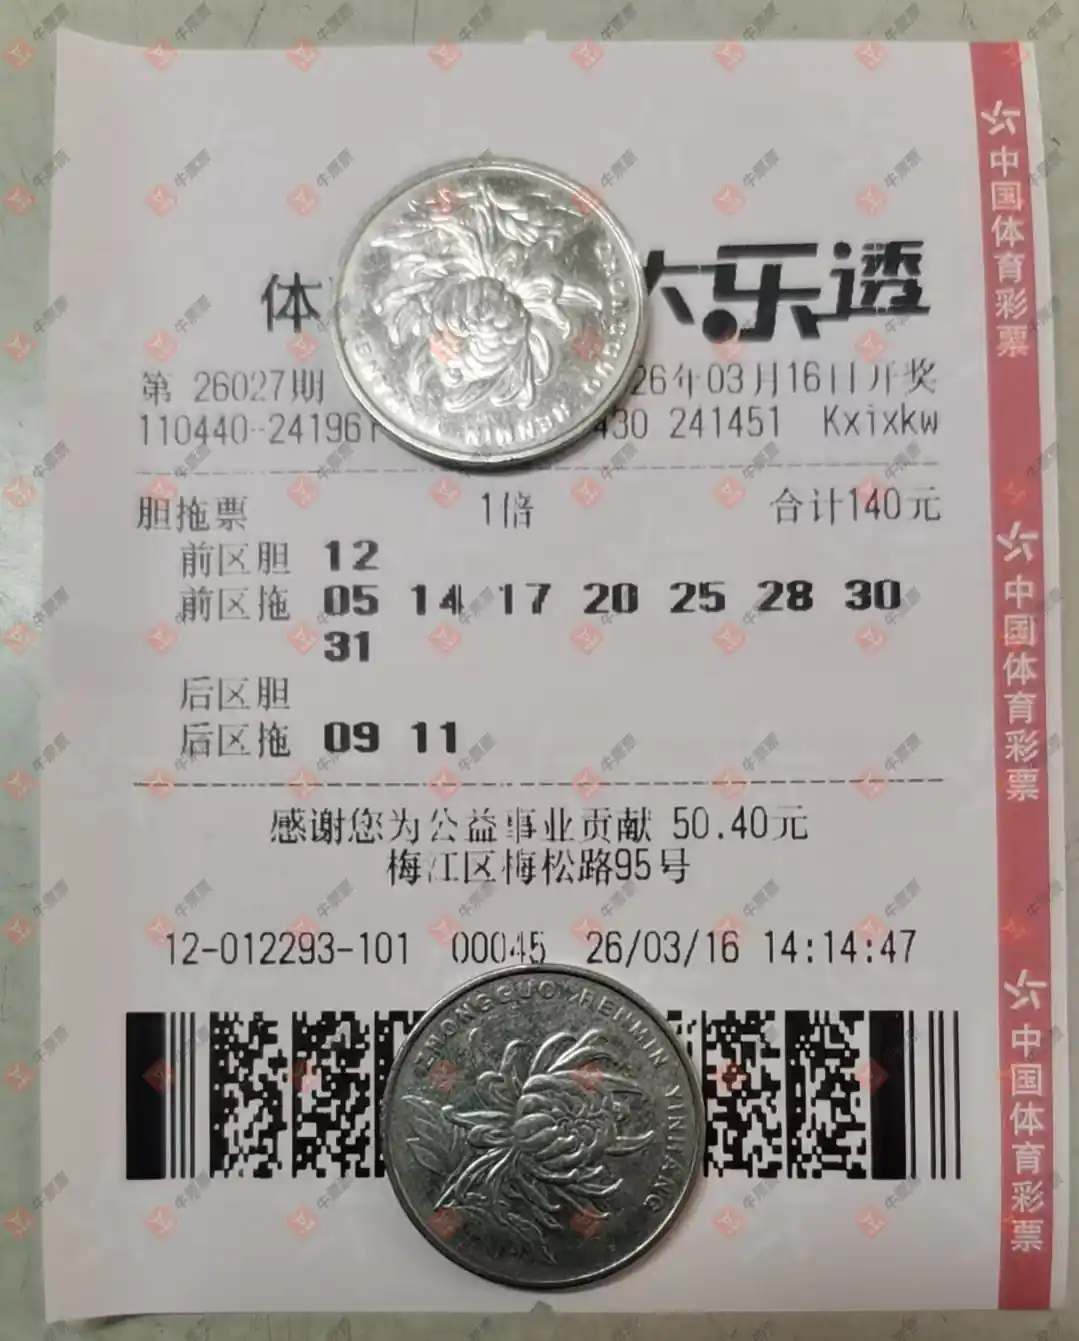 体 大乐透
第 26027期 26年03月16日开奖
110440-241961 430 241451 Kxixkw
胆拖票 1倍 合计140元
前区胆 12
前区拖 05 14 17 20 25 28 30
31
后区胆
后区拖 09 11
感谢您为公益事业贡献 50.40元
梅江区梅松路95号
12-012293-101 00045 26/03/16 14:14:47
中国体育彩票
中国体育彩票
中国体育彩票
ZHONGGUO RENMIN YINHANG
牛票票